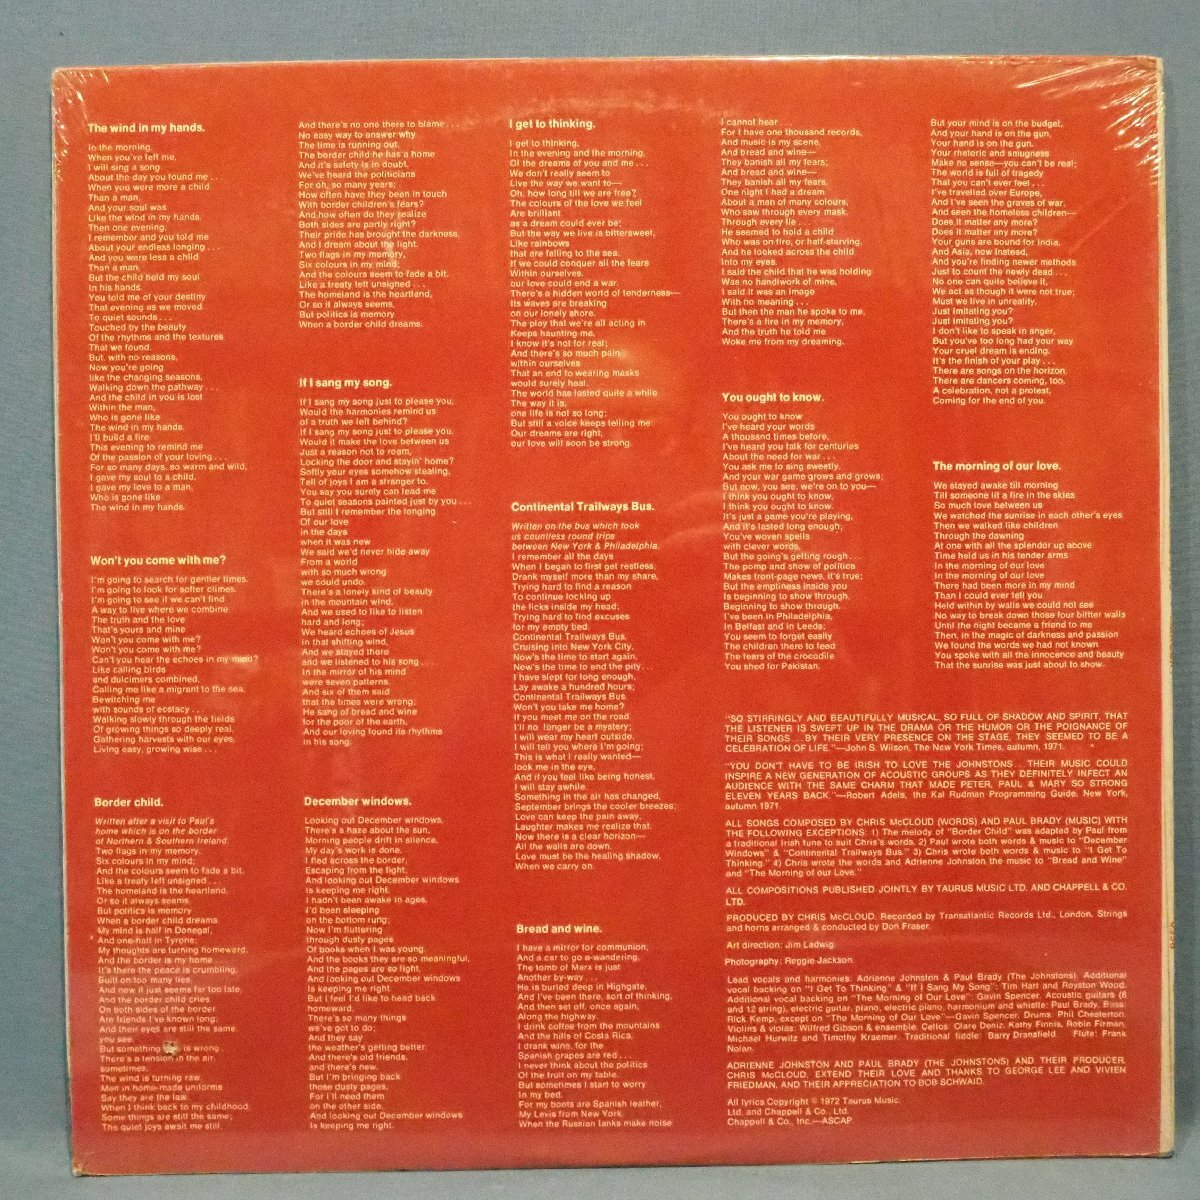 The wind in my hands.
In the morning,
When you've left me,
I will sing a song
About the day you found me . . .
When you were more a child
Than a man,
And your soul was
Like the wind in my hands.
Then one evening,
I remember and you told me
About your endless longing . . .
And you were less a child
Than a man,
But the child held my soul
In his hands.
You told me of your destiny
That evening as we moved
To quiet sounds . . .
Touched by the beauty
Of the rhythms and the textures
That we found.
But, with no reasons,
Now you're going
like the changing seasons,
Walking down the pathway . . .
And the child in you is lost
Within the man,
Who is gone like
The wind in my hands.
I'll build a fire
This evening to remind me
Of the passion of your loving . . .
For so many days, so warm and wild,
I gave my soul to a child,
I gave my love to a man,
Who is gone like
The wind in my hands.
Won't you come with me?
I'm going to search for gentler times.
I'm going to look for softer climes.
I'm going to see if we can't find
A way to live where we combine
The truth and the love
That's yours and mine
Won't you come with me?
Won't you come with me?
Can't you hear the echoes in my mind?
Like calling birds
and dulcimers combined,
Calling me like a migrant to the sea.
Bewitching me
with sounds of ecstacy . . .
Walking slowly through the fields
Of growing things so deeply real.
Gathering harvests with our eyes,
Living easy, growing wise . . .
Border child.
Written after a visit to Paul's
home which is on the border
of Northern & Southern Ireland.
Two flags in my memory,
Six colours in my mind;
And the colours seem to fade a bit,
Like a treaty left unsigned . . .
The homeland is the heartland,
Or so it always seems,
But politics is memory
When a border child dreams.
My mind is half in Donegal,
And one-half in Tyrone;
My thoughts are turning homeward,
And the border is my home . . .
It's there the peace is crumbling,
Built on too many lies
And now it just seems far too late,
And the border child cries
On both sides of the border
Are friends I've known long;
And their eyes are still the same,
you see,
But something is wrong
There's a tension in the air,
sometimes.
The wind is turning raw.
Men in home-made uniforms
Say they are the law.
When I think back to my childhood,
Some things are still the same,
The quiet joys await me still.
And there's no one there to blame . . .
No easy way to answer why
The time is running out,
The border child he has a home
And it's safety is in doubt.
We've heard the politicians
For oh, so many years;
How often have they been in touch
With border children's fears?
And how often do they realize
Both sides are partly right?
Their pride has brought the darkness,
And I dream about the light.
Two flags in my memory,
Six colours in my mind;
And the colours seem to fade a bit,
Like a treaty left unsigned . . .
The homeland is the heartland,
Or so it always seems,
But politics is memory
When a border child dreams.
If I sang my song.
If I sang my song just to please you,
Would the harmonies remind us
of a truth we left behind?
If I sang my song just to please you,
Would it make the love between us
Just a reason not to roam,
Locking the door and stayin' home?
Softly your eyes somehow stealing,
Tell of joys I am a stranger to.
You say you surely can lead me
To quiet seasons painted just by you . . .
But still I remember the longing
Of our love
in the days
when it was new
We said we'd never hide away
From a world
with so much wrong
we could undo.
There's a lonely kind of beauty
in the mountain wind,
And we used to like to listen
hard and long;
We heard echoes of Jesus
in that shifting wind,
And we stayed there
and we listened to his song . . .
In the mirror of his mind
were seven patterns,
And six of them said
that the times were wrong;
He sang of bread and wine
for the poor of the earth,
And our loving found its rhythms
in his song.
December windows.
Looking out December windows,
There's a haze about the sun,
Morning people drift in silence.
My day's work is done.
I fled across the border,
Escaping from the fight,
And looking out December windows
Is keeping me right.
I hadn't been awake in ages,
I'd been sleeping
on the bottom rung;
Now I'm fluttering
through dusty pages
Of books when I was young.
And the books they are so meaningful,
And the pages are so light,
And looking out December windows
Is keeping me right.
But I feel I'd like to head back
homeward.
There's so many things
we've got to do;
And they say
the weather's getting better.
And there's old friends,
and there's new.
But I'm bringing back
those dusty pages,
For I'll need them
on the other side,
And looking out December windows
Is keeping me right.
I get to thinking.
I get to thinking,
In the evening and the morning
Of the dreams of you and me . . .
We don't really seem to
Live the way we want to—
Oh, how long till we are free?
The colours of the love we feel
Are brilliant
as a dream could ever be;
But the way we live is bittersweet,
Like rainbows
that are falling to the sea.
If we could conquer all the fears
Within ourselves,
our love could end a war,
There's a hidden world of tenderness—
Its waves are breaking
on our lonely shore.
The play that we're all acting in
Keeps haunting me,
I know it's not for real;
And there's so much pain
within ourselves
That an end to wearing masks
would surely heal.
The world has lasted quite a while
The way it is,
one life is not so long;
But still a voice keeps telling me
Our dreams are right,
our love will soon be strong.
Continental Trailways Bus.
Written on the bus which took
us countless round trips
between New York & Philadelphia.
I remember all the days
When I began to first get restless;
Drank myself more than my share,
Trying hard to find a reason
To continue locking up
the ticks inside my head;
Trying hard to find excuses
for my empty bed.
Continental Trailways Bus,
Cruising into New York City,
Now's the time to start again,
Now's the time to end the pity . . .
I have slept for long enough,
Lay awake a hundred hours;
Continental Trailways Bus,
Won't you take me home?
If you meet me on the road,
I'll no longer be a mystery;
I will wear my heart outside,
I will tell you where I'm going;
This is what I really wanted—
look me in the eye,
And if you feel like being honest,
I will stay awhile.
Something in the air has changed,
September brings the cooler breezes;
Love can keep the pain away,
Laughter makes me realize that.
Now there is a clear horizon—
All the walls are down.
Love must be the healing shadow,
When we carry on.
Bread and wine.
I have a mirror for communion,
And a car to go a-wandering,
The tomb of Marx is just
Another by-way . . .
He is buried deep in Highgate,
And I've been there, sort of thinking,
And then set off, once again,
Along the highway.
I drink coffee from the mountains
And the hills of Costa Rica.
I drank wine, for the
Spanish grapes are red . . .
I never think about the politics
Of the fruit on my table,
But sometimes I start to worry
In my bed,
For my boots are Spanish leather,
My Levis from New York,
When the Russian tanks make noise
I cannot hear . . .
For I have one thousand records,
And music is my scene,
And bread and wine—
They banish all my fears;
And bread and wine—
They banish all my fears.
One night I had a dream
About a man of many colours,
Who saw through every mask,
Through every lie . . .
He seemed to hold a child
Who was on fire, or half-starving,
And he looked across the child
Into my eyes.
I said the child that he was holding
Was no handiwork of mine,
I said it was an image
With no meaning . . .
But then the man he spoke to me,
There's a fire in my memory,
And the truth he told me
Woke me from my dreaming.
You ought to know.
You ought to know
I've heard your words
A thousand times before,
I've heard you talk for centuries
About the need for war . . .
You ask me to sing sweetly,
And your war game grows and grows;
But now, you see, we're on to you—
I think you ought to know,
I think you ought to know.
It's just a game you're playing,
And it's lasted long enough;
You've woven spells
with clever words,
But the going's getting rough . . .
The pomp and show of politics
Makes front-page news, it's true;
But the emptiness inside you
Is beginning to show through,
Beginning to show through.
I've been in Philadelphia,
In Belfast and in Leeds;
You seem to forget easily
The children there to feed
The tears of the crocodile
You shed for Pakistan,
"SO STIRRINGLY AND BEAUTIFULLY MUSICAL, SO FULL OF SHADOW AND SPIRIT, THAT
THE LISTENER IS SWEPT UP IN THE DRAMA OR THE HUMOR OR THE POIGNANCE OF
THEIR SONGS . . . BY THEIR VERY PRESENCE ON THE STAGE, THEY SEEMED TO BE A
CELEBRATION OF LIFE."—John S. Wilson, The New York Times, autumn, 1971.
"YOU DON'T HAVE TO BE IRISH TO LOVE THE JOHNSTONS . . THEIR MUSIC COULD
INSPIRE A NEW GENERATION OF ACOUSTIC GROUPS AS THEY DEFINITELY INFECT AN
AUDIENCE WITH THE SAME CHARM THAT MADE PETER, PAUL & MARY SO STRONG
ELEVEN YEARS BACK."—Robert Adels, the Kal Rudman Programming Guide, New York,
autumn 1971.
ALL SONGS COMPOSED BY CHRIS McCLOUD (WORDS) AND PAUL BRADY (MUSIC) WITH
THE FOLLOWING EXCEPTIONS: 1) The melody of "Border Child" was adapted by Paul from
a traditional Irish tune to suit Chris's words. 2) Paul wrote both words & music to "December
Windows" & "Continental Trailways Bus." 3) Chris wrote both words & music to "I Get To
Thinking." 4) Chris wrote the words and Adrienne Johnston the music to "Bread and Wine"
and "The Morning of our Love."
ALL COMPOSITIONS PUBLISHED JOINTLY BY TAURUS MUSIC LTD. AND CHAPPELL & CO.
LTD.
PRODUCED BY CHRIS McCLOUD. Recorded by Transatlantic Records Ltd., London. Strings
and horns arranged & conducted by Don Fraser.
Art direction: Jim Ladwig.
Photography: Reggie Jackson.
Lead vocals and harmonies: Adrienne Johnston & Paul Brady (The Johnstons). Additional
vocal backing on "I Get To Thinking" & "If I Sang My Song": Tim Hart and Royston Wood.
Additional vocal backing on "The Morning of Our Love": Gavin Spencer. Acoustic guitars (6
and 12 string), electric guitar, piano, electric piano, harmonium and whistle: Paul Brady. Bass:
Rick Kemp, except on "The Morning of Our Love"—Gavin Spencer. Drums: Phil Chesterton.
Violins & violas: Wilfred Gibson & ensemble. Cellos: Clare Deniz, Kathy Finnis, Robin Firman,
Michael Hurwitz and Timothy Kraemer. Traditional fiddle: Barry Dransfield. Flute: Frank
Nolan.
ADRIENNE JOHNSTON AND PAUL BRADY (THE JOHNSTONS) AND THEIR PRODUCER,
CHRIS McCLOUD, EXTEND THEIR LOVE AND THANKS TO GEORGE LEE AND VIVIEN
FRIEDMAN, AND THEIR APPRECIATION TO BOB SCHWAID.
All lyrics Copyright © 1972 Taurus Music.
Ltd. and Chappell & Co., Ltd.
Chappell & Co., Inc.—ASCAP.
But your mind is on the budget,
And your hand is on the gun,
Your hand is on the gun.
Your rhetoric and smugness
Make no sense—you can't be real;
The world is full of tragedy
That you can't ever feel . . .
I've travelled over Europe,
And I've seen the graves of war,
And seen the homeless children—
Does it matter any more?
Does it matter any more?
Your guns are bound for India,
And Asia, now instead,
And you're finding newer methods
Just to count the newly dead . . .
No one can quite believe it,
We act as though it were not true;
Must we live in unreality,
Just imitating you?
Just imitating you?
I don't like to speak in anger,
But you've too long had your way
Your cruel dream is ending,
It's the finish of your play . . .
There are songs on the horizon,
There are dancers coming, too,
A celebration, not a protest,
Coming for the end of you.
The morning of our love.
We stayed awake till morning
Till someone lit a fire in the skies
So much love between us
We watched the sunrise in each other's eyes
Then we walked like children
Through the dawning
At one with all the splendor up above
Time held us in his tender arms
In the morning of our love
In the morning of our love
There had been more in my mind
Than I could ever tell you
Held within by walls we could not see
No way to break down those four bitter walls
Until the night became a friend to me
Then, in the magic of darkness and passion
We found the words we had not known
You spoke with all the innocence and beauty
That the sunrise was just about to show.